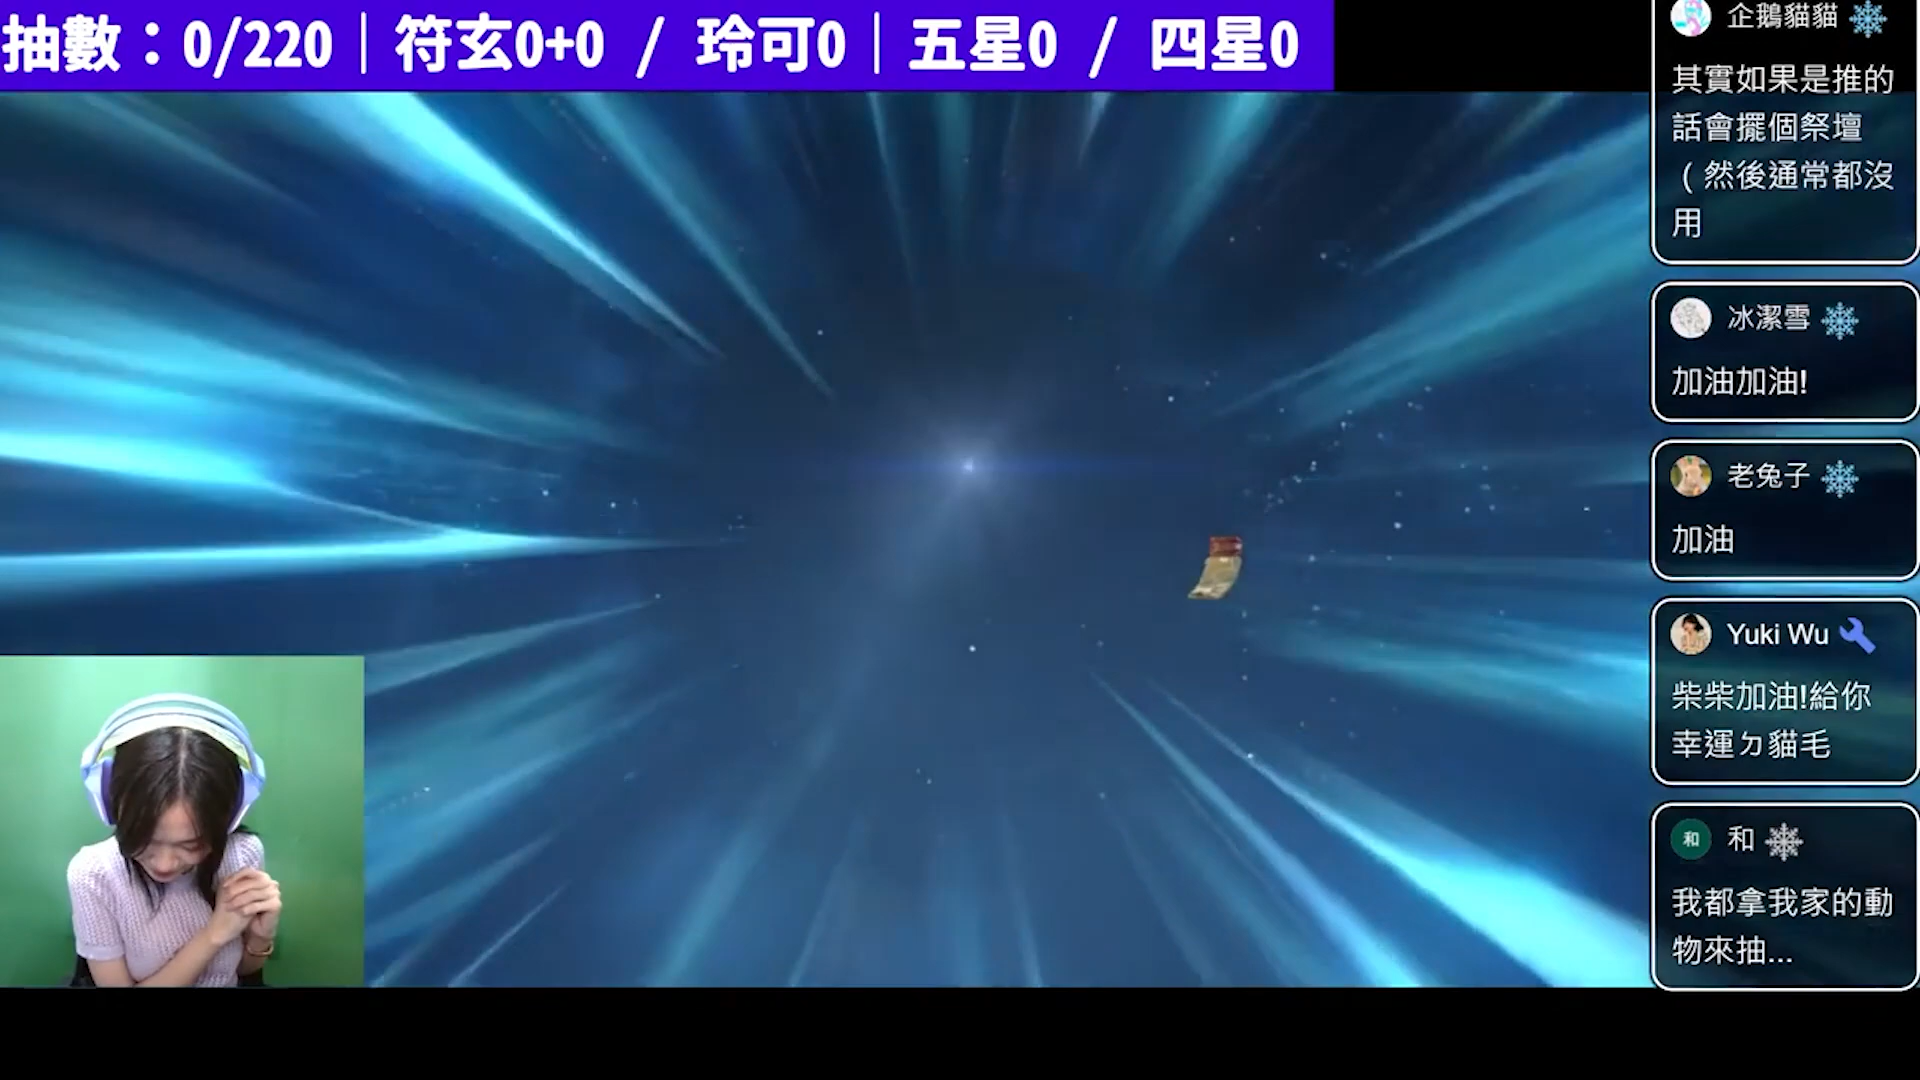 抽數：0/220｜符玄0+0 / 玲可0｜五星0 / 四星0
企鵝貓貓
其實如果是推的
話會擺個祭壇
（然後通常都沒
用
冰潔雪
加油加油!
老兔子
加油
Yuki Wu
柴柴加油!給你
幸運ㄉ貓毛
和
和
我都拿我家的動
物來抽...